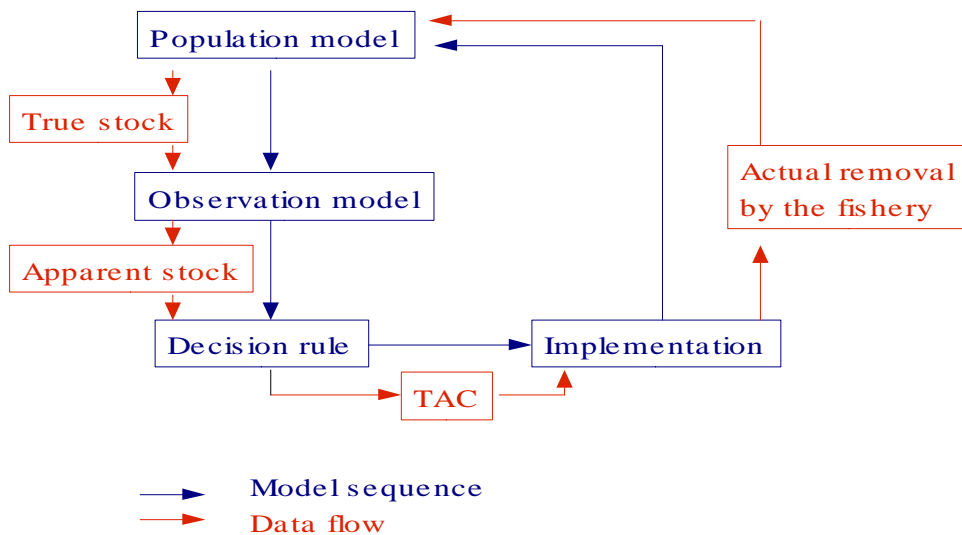 Population model
True stock
Observation model
Actual removal
by the fishery
Apparent stock
Decision rule
Implementation
TAC
Model sequence
Data flow